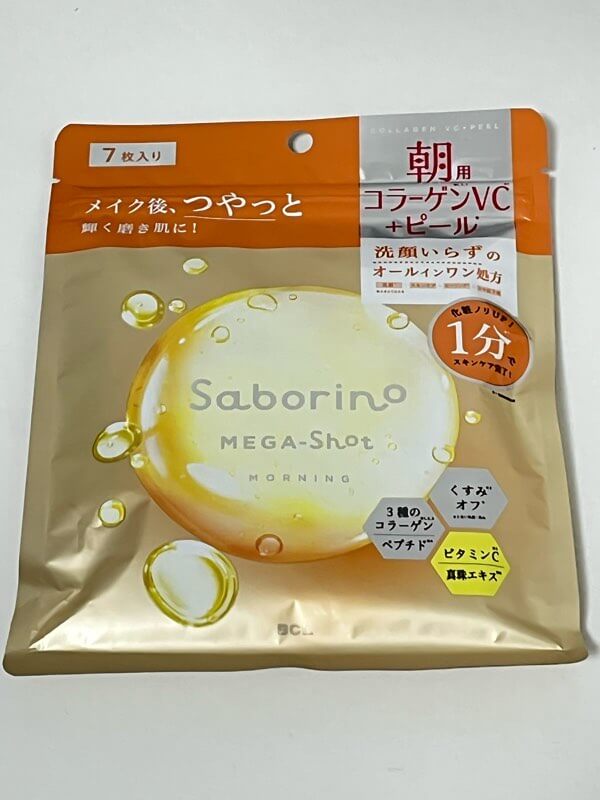 7枚入り
メイク後、つやっと
輝く磨き肌に!
COLLAGEN VC+PEEL
朝用
コラーゲンVC
+ピール
洗顔いらずの
オールインワン処方
化粧ノリUP!
1分で
スキンケア完了!
Saborino
MEGA-Shot
MORNING
3種の
コラーゲン
ペプチド
くすみ
オフ
ビタミンC
真珠エキス
BCL